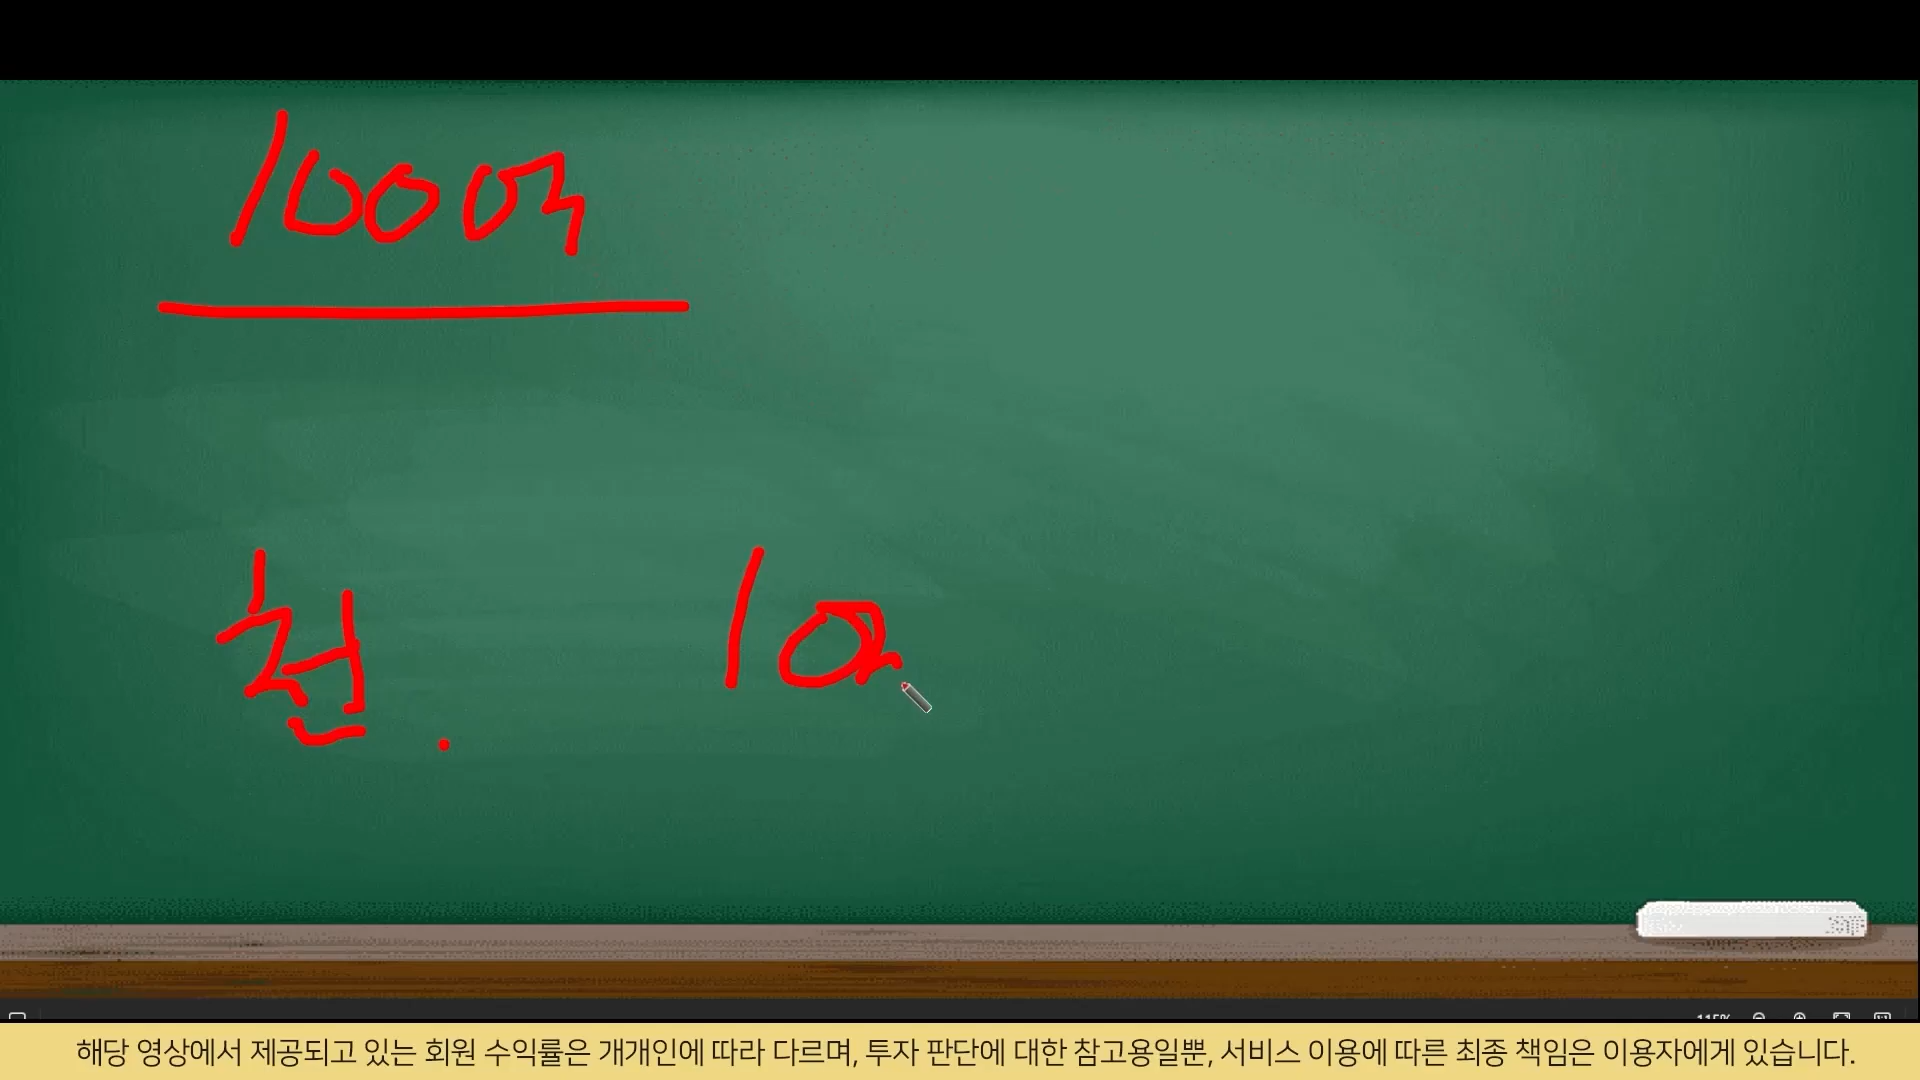 100억
천.
115%
해당 영상에서 제공되고 있는 회원 수익률은 개개인에 따라 다르며, 투자 판단에 대한 참고용일뿐, 서비스 이용에 따른 최종 책임은 이용자에게 있습니다.